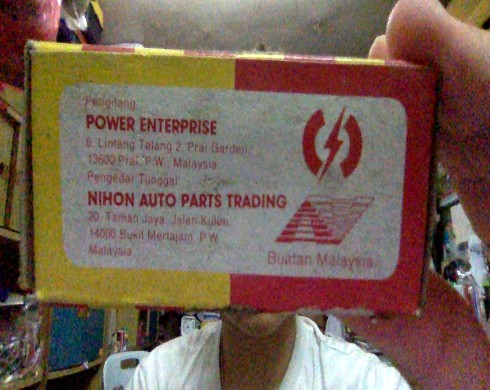 Pengilang:
POWER ENTERPRISE
6, Lintang Talang 2, Prai Garden,
13600 Prai, P.W., Malaysia.
Pengedar Tunggal:
NIHON AUTO PARTS TRADING
20, Taman Jaya, Jalan Kulim,
14000 Bukit Mertajam, P.W.
Malaysia.
Buatan Malaysia